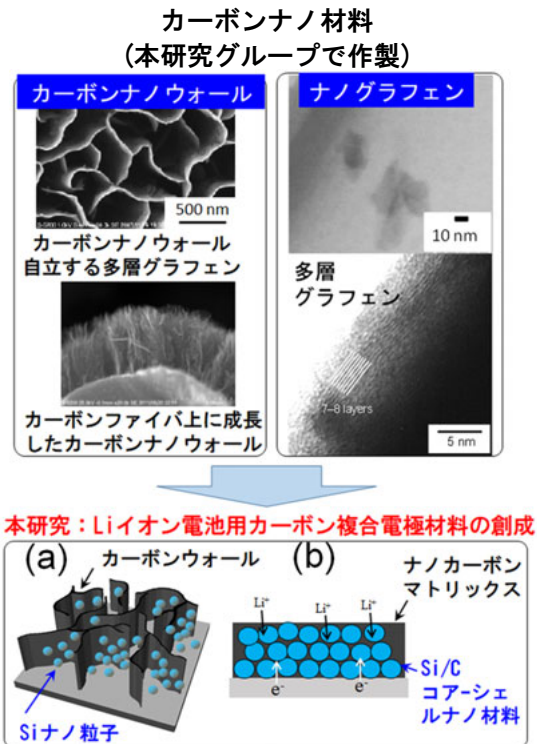 カーボンナノ材料
(本研究グループで作製)
カーボンナノウォール
500 nm
カーボンナノウォール
自立する多層グラフェン
カーボンファイバ上に成長
したカーボンナノウォール
ナノグラフェン
10 nm
多層
グラフェン
7–8 layers
5 nm
本研究：Liイオン電池用カーボン複合電極材料の創成
(a)
カーボンウォール
Siナノ粒子
(b)
ナノカーボン
マトリックス
Li⁺ Li⁺ Li⁺
Si/C
コアｰシェ
ルナノ材料
e⁻ e⁻